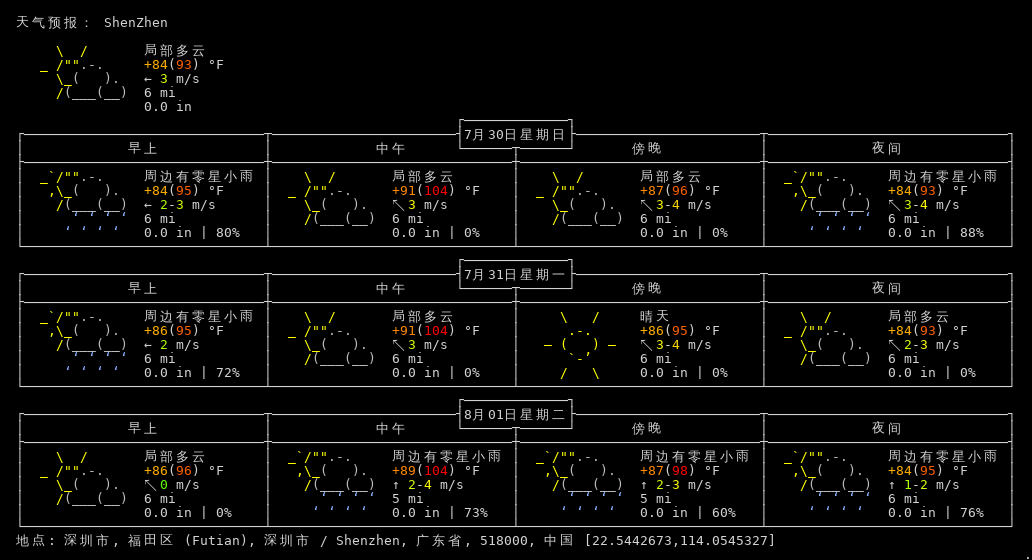 天气预报： ShenZhen
局部多云
+84(93) °F
← 3 m/s
6 mi
0.0 in
7月30日星期日
早上 中午 傍晚 夜间
周边有零星小雨 局部多云 局部多云 周边有零星小雨
+84(95) °F +91(104) °F +87(96) °F +84(93) °F
← 2-3 m/s ↖ 3 m/s ↖ 3-4 m/s ↖ 3-4 m/s
6 mi 6 mi 6 mi 6 mi
0.0 in | 80% 0.0 in | 0% 0.0 in | 0% 0.0 in | 88%
7月31日星期一
早上 中午 傍晚 夜间
周边有零星小雨 局部多云 晴天 局部多云
+86(95) °F +91(104) °F +86(95) °F +84(93) °F
← 2 m/s ↖ 3 m/s ↖ 3-4 m/s ↖ 2-3 m/s
6 mi 6 mi 6 mi 6 mi
0.0 in | 72% 0.0 in | 0% 0.0 in | 0% 0.0 in | 0%
8月01日星期二
早上 中午 傍晚 夜间
局部多云 周边有零星小雨 周边有零星小雨 周边有零星小雨
+86(96) °F +89(104) °F +87(98) °F +84(95) °F
↖ 0 m/s ↑ 2-4 m/s ↑ 2-3 m/s ↑ 1-2 m/s
6 mi 5 mi 5 mi 6 mi
0.0 in | 0% 0.0 in | 73% 0.0 in | 60% 0.0 in | 76%
地点: 深圳市, 福田区 (Futian), 深圳市 / Shenzhen, 广东省, 518000, 中国 [22.5442673,114.0545327]